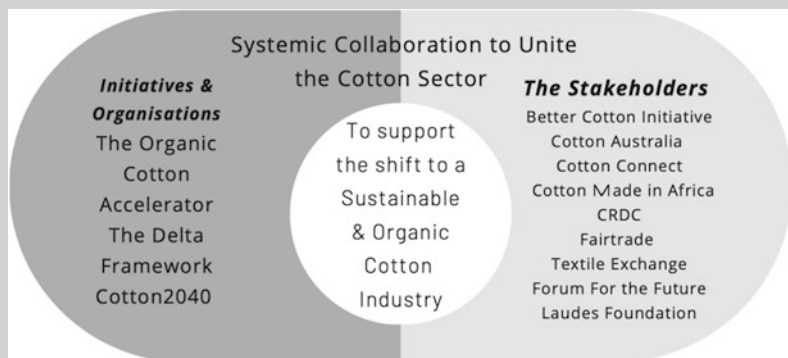 Systemic Collaboration to Unite
the Cotton Sector
Initiatives &
Organisations
The Organic
Cotton
Accelerator
The Delta
Framework
Cotton2040
To support
the shift to a
Sustainable
& Organic
Cotton
Industry
The Stakeholders
Better Cotton Initiative
Cotton Australia
Cotton Connect
Cotton Made in Africa
CRDC
Fairtrade
Textile Exchange
Forum For the Future
Laudes Foundation